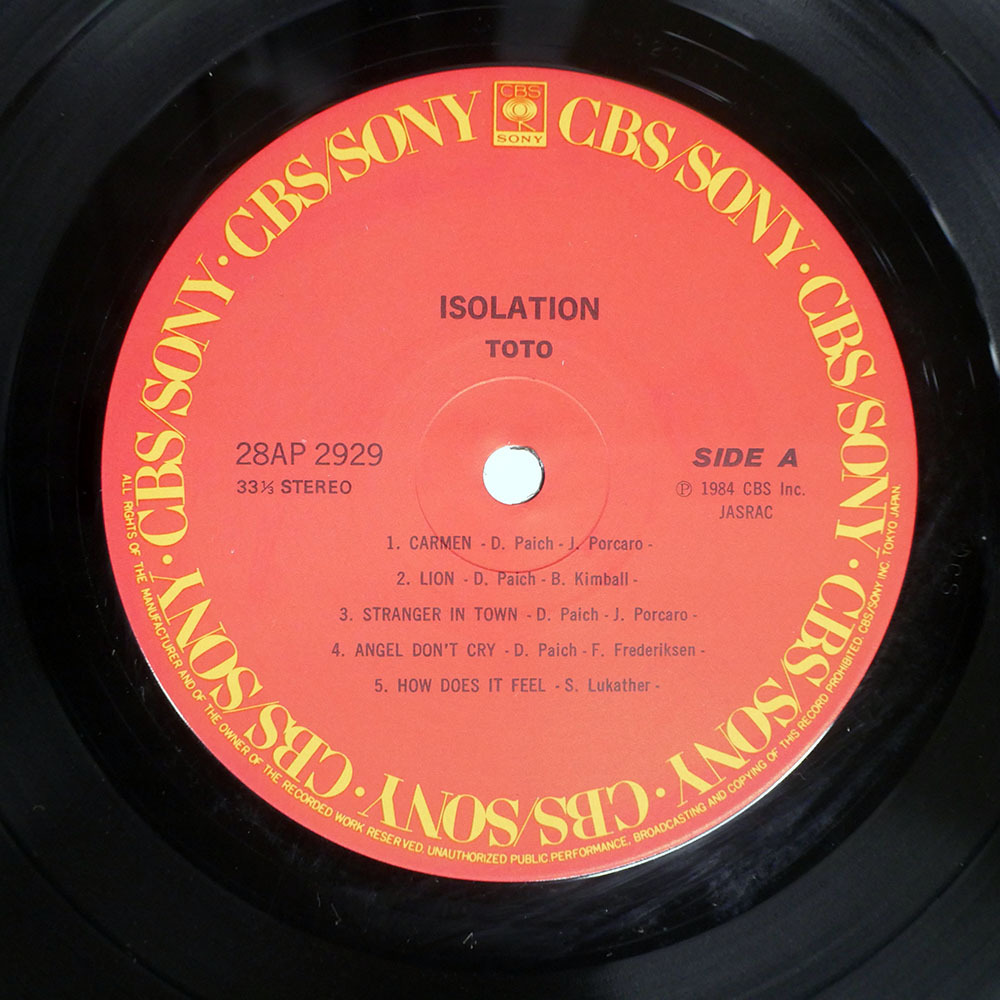 CBS
SONY
CBS/SONY · CBS/SONY · CBS/SONY · CBS/SONY · CBS/SONY · CBS/SONY · CBS/SONY · CBS/SONY
ISOLATION
TOTO
28AP 2929
33⅓ STEREO
SIDE A
Ⓟ 1984 CBS Inc.
JASRAC
1. CARMEN - D. Paich - J. Porcaro -
2. LION - D. Paich - B. Kimball -
3. STRANGER IN TOWN - D. Paich - J. Porcaro -
4. ANGEL DON'T CRY - D. Paich - F. Frederiksen -
5. HOW DOES IT FEEL - S. Lukather -
ALL RIGHTS OF THE MANUFACTURER AND OF THE OWNER OF THE RECORDED WORK RESERVED. UNAUTHORIZED PUBLIC PERFORMANCE, BROADCASTING AND COPYING OF THIS RECORD PROHIBITED. CBS/SONY INC. TOKYO JAPAN.